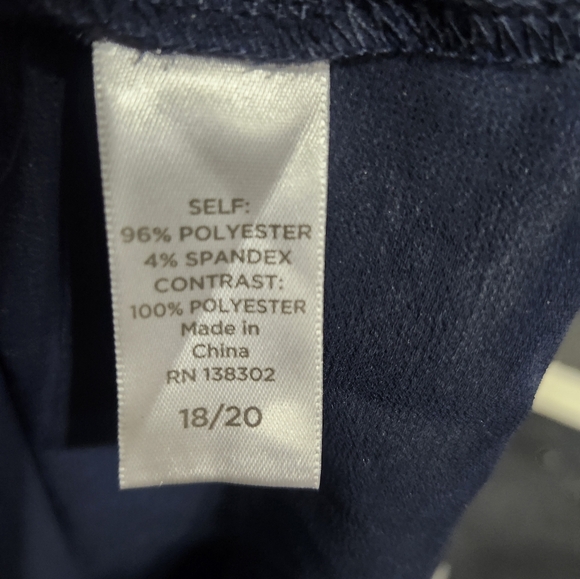 SELF:
96% POLYESTER
4% SPANDEX
CONTRAST:
100% POLYESTER
Made in
China
RN 138302
18/20